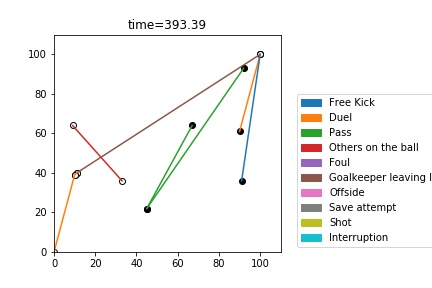 time=393.39
100
80
60
40
20
0
0
20
40
60
80
100
Free Kick
Duel
Pass
Others on the ball
Foul
Goalkeeper leaving l
Offside
Save attempt
Shot
Interruption